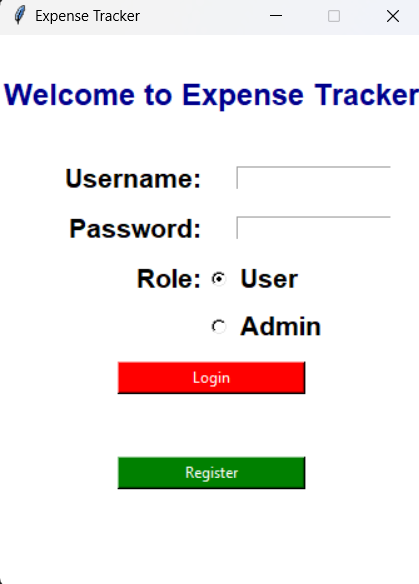 Expense Tracker
Welcome to Expense Tracker
Username:
Password:
Role: User
Admin
Login
Register